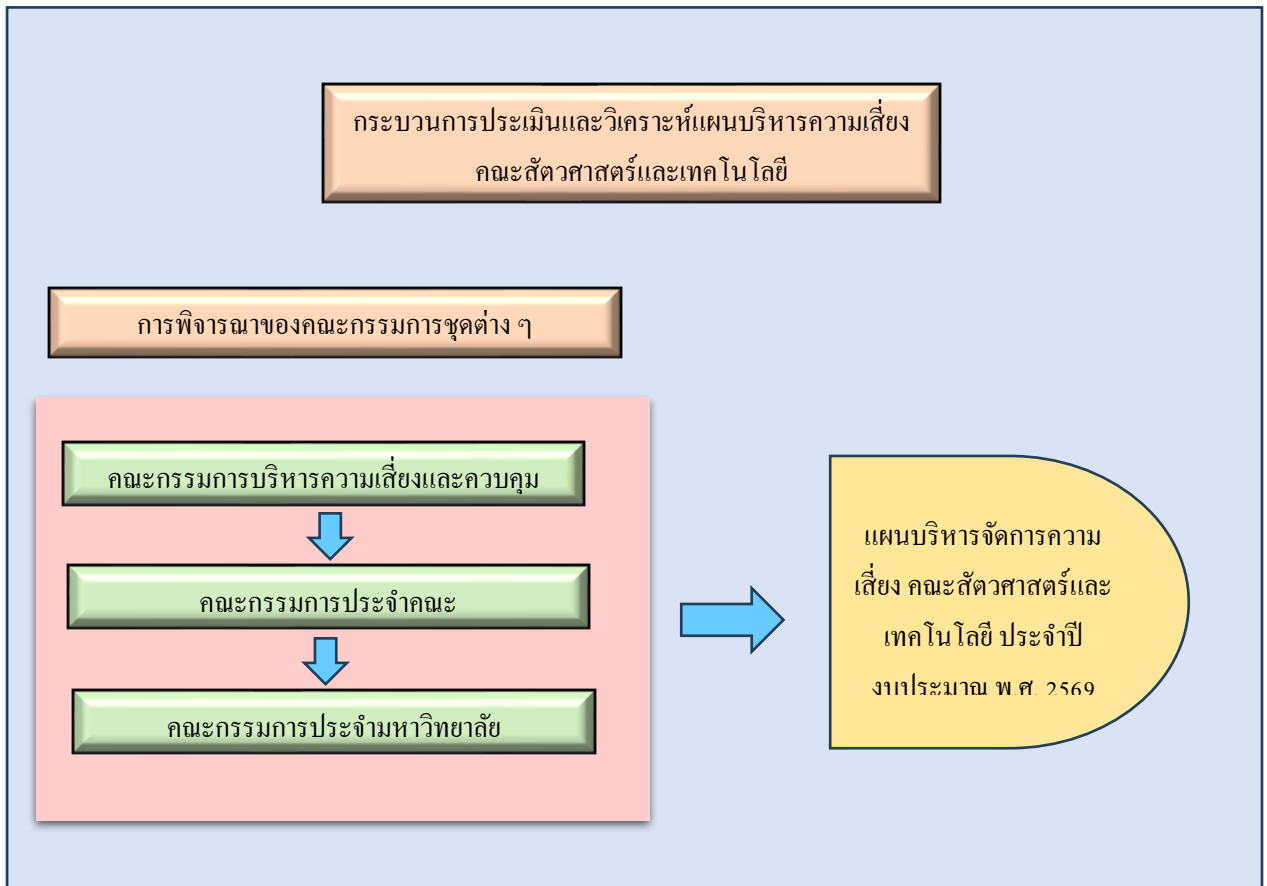 กระบวนการประเมินและวิเคราะห์แผนบริหารความเสี่ยง
คณะสัตวศาสตร์และเทคโนโลยี
การพิจารณาของคณะกรรมการชุดต่าง ๆ
คณะกรรมการบริหารความเสี่ยงและควบคุม
คณะกรรมการประจำคณะ
คณะกรรมการประจำมหาวิทยาลัย
แผนบริหารจัดการความ
เสี่ยง คณะสัตวศาสตร์และ
เทคโนโลยี ประจำปี
งบประมาณ พ.ศ. 2569